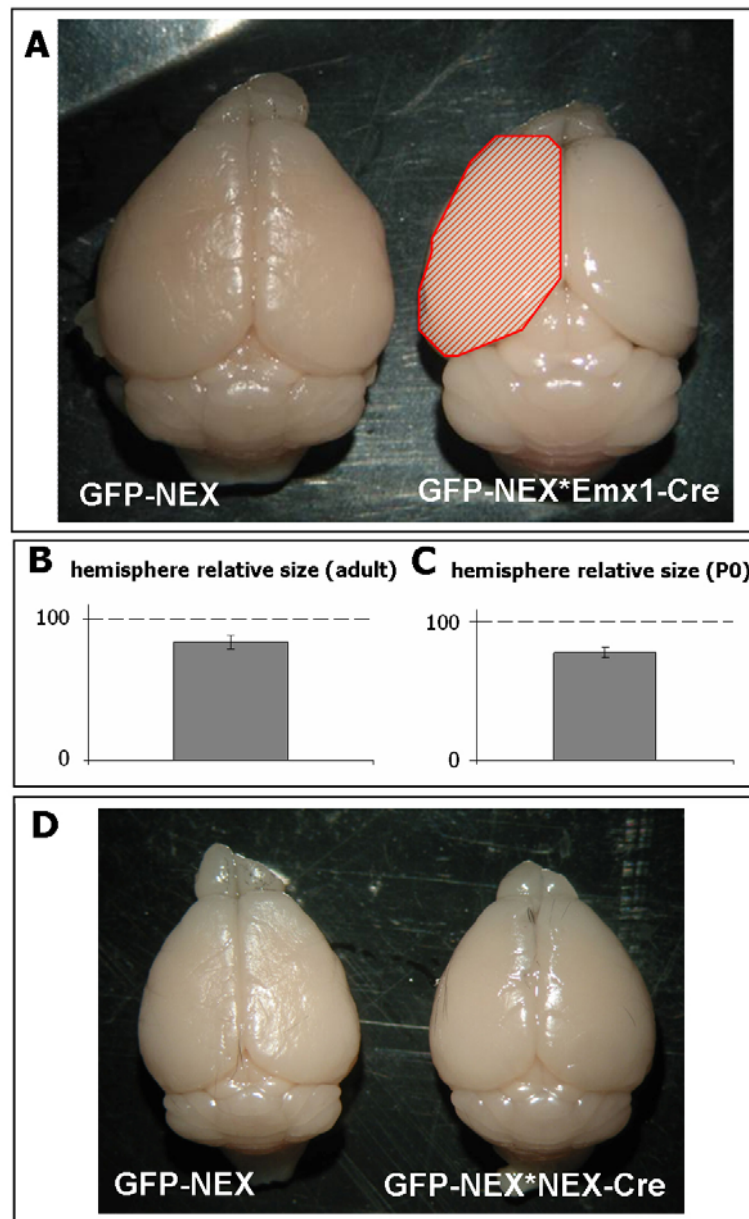 A
GFP-NEX
GFP-NEX*Emx1-Cre
B hemisphere relative size (adult)
100
0
C hemisphere relative size (P0)
100
0
D
GFP-NEX
GFP-NEX*NEX-Cre